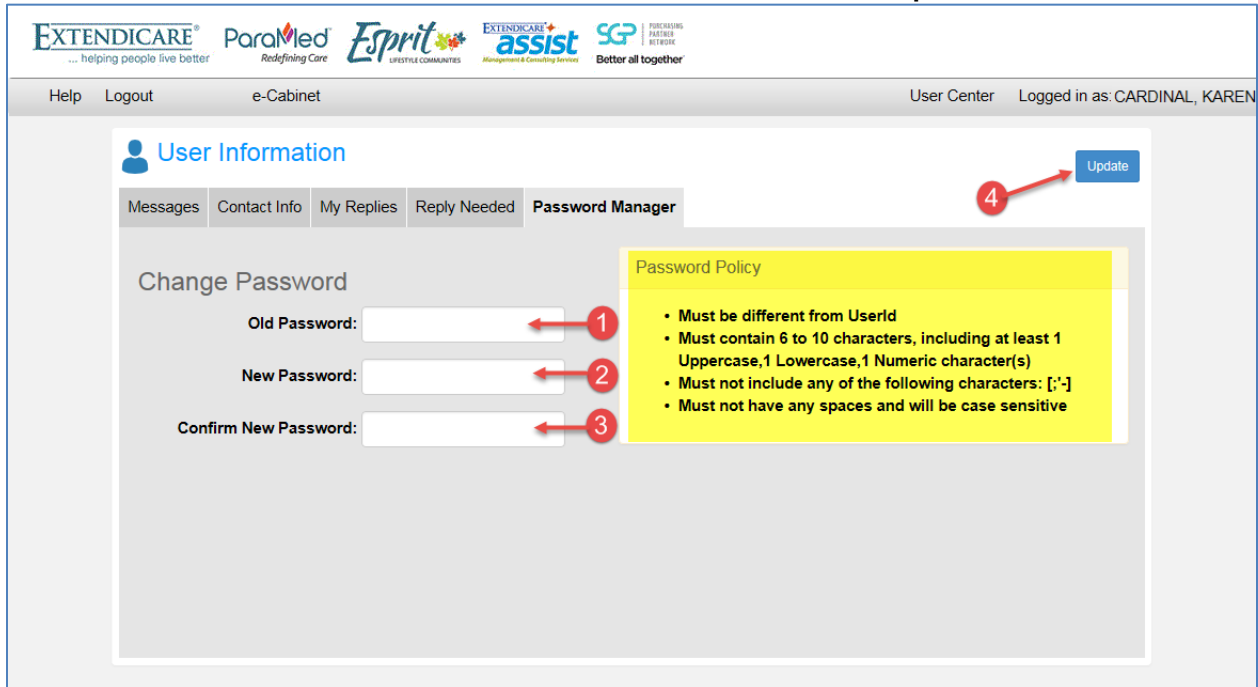 EXTENDICARE®
... helping people live better
ParaMed
Redefining Care
Esprit
LIFESTYLE COMMUNITIES
EXTENDICARE
assist
Management & Consulting Services
SGP
PURCHASING
PARTNER
NETWORK
Better all together
Help Logout e-Cabinet User Center Logged in as: CARDINAL, KAREN
User Information
Update
4
Messages Contact Info My Replies Reply Needed Password Manager
Change Password
Old Password:
1
New Password:
2
Confirm New Password:
3
Password Policy
• Must be different from UserId
• Must contain 6 to 10 characters, including at least 1
Uppercase,1 Lowercase,1 Numeric character(s)
• Must not include any of the following characters: [;'-]
• Must not have any spaces and will be case sensitive